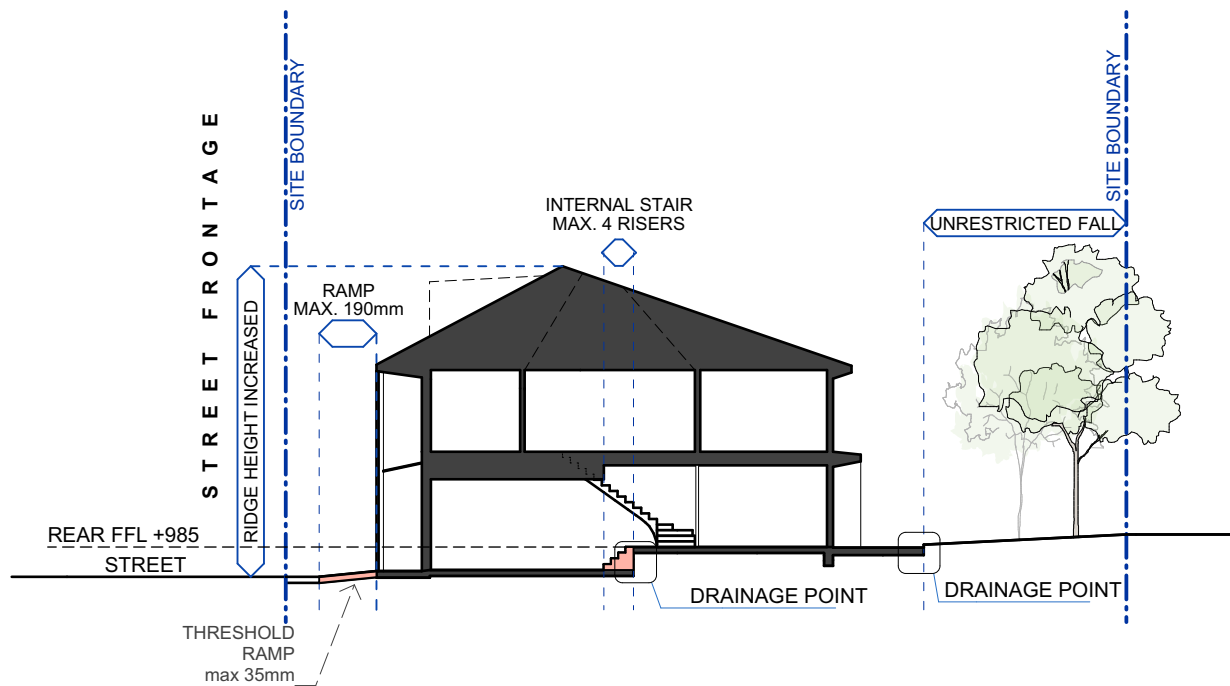 STREET FRONTAGE
SITE BOUNDARY
SITE BOUNDARY
INTERNAL STAIR
MAX. 4 RISERS
UNRESTRICTED FALL
RAMP
MAX. 190mm
RIDGE HEIGHT INCREASED
REAR FFL +985
STREET
DRAINAGE POINT
DRAINAGE POINT
THRESHOLD
RAMP
max 35mm